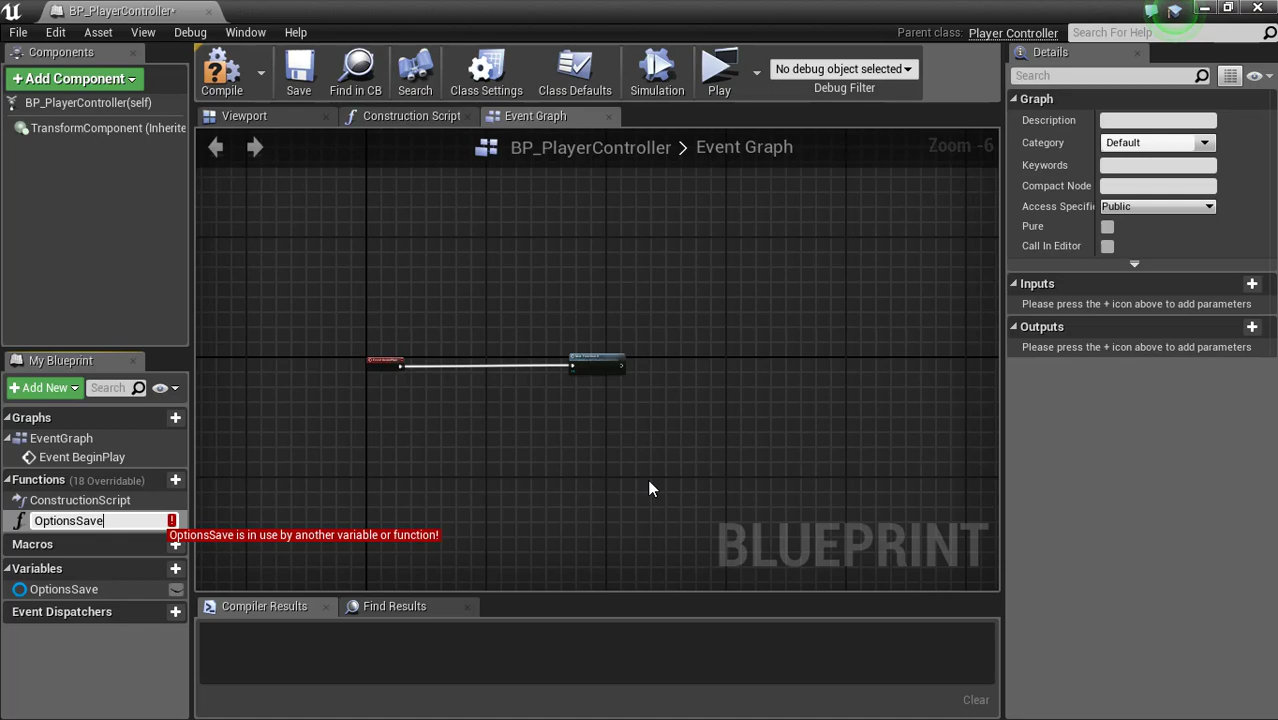 BP_PlayerController*
File Edit Asset View Debug Window Help
Parent class: Player Controller
Search For Help
Components
Add Component
BP_PlayerController(self)
TransformComponent (Inherite
Compile
Save
Find in CB
Search
Class Settings
Class Defaults
Simulation
Play
No debug object selected
Debug Filter
Viewport
Construction Script
Event Graph
BP_PlayerController > Event Graph
Zoom -6
BLUEPRINT
My Blueprint
Add New
Search
Graphs
EventGraph
Event BeginPlay
Functions (18 Overridable)
ConstructionScript
OptionsSave
OptionsSave is in use by another variable or function!
Macros
Variables
OptionsSave
Event Dispatchers
Compiler Results
Find Results
Clear
Details
Search
Graph
Description
Category Default
Keywords
Compact Node
Access Specifi Public
Pure
Call In Editor
Inputs
Please press the + icon above to add parameters
Outputs
Please press the + icon above to add parameters